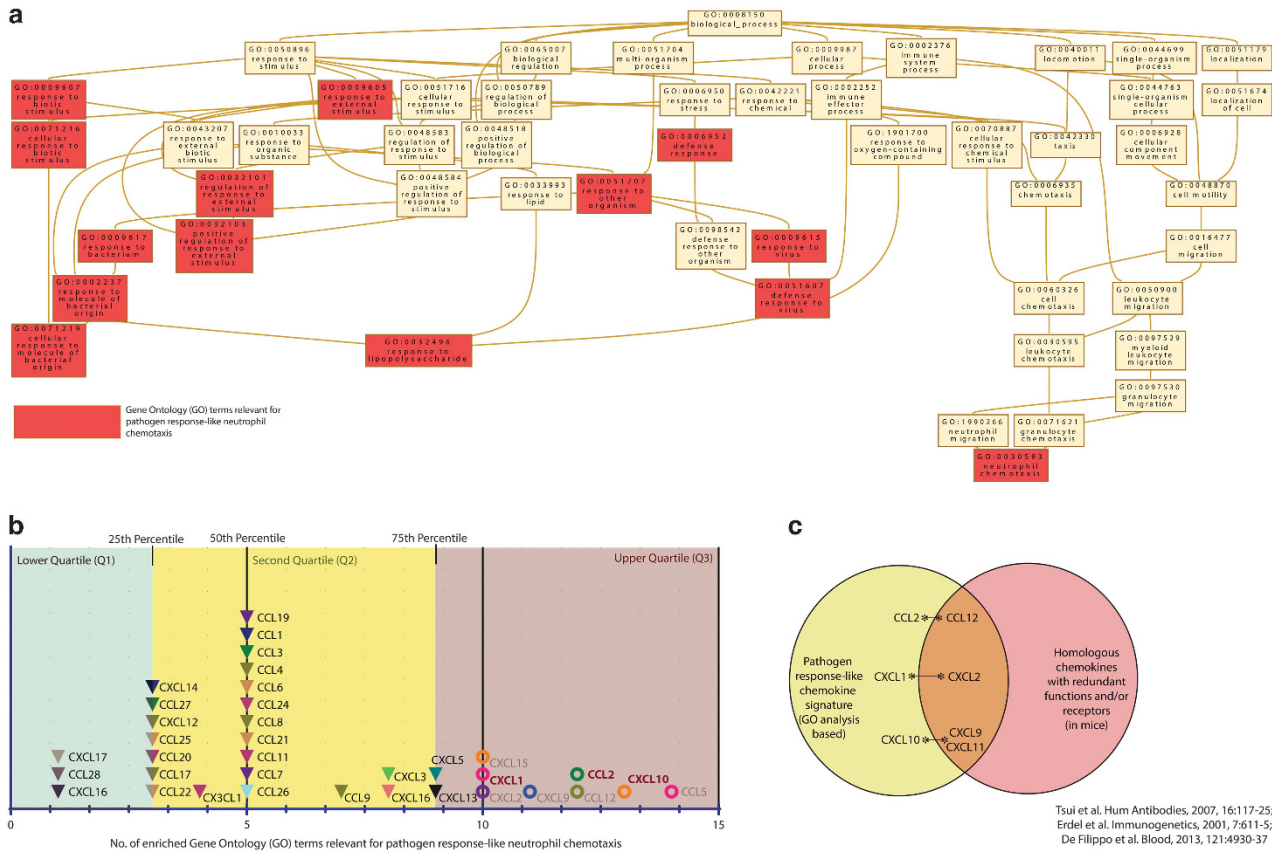 a
GO:0008150
biological_process
GO:0050896
response to
stimulus
GO:0065007
biological
regulation
GO:0051704
multi-organism
process
GO:0009987
cellular
process
GO:0002376
immune
system
process
GO:0040011
locomotion
GO:0044699
single-organism
process
GO:0051179
localization
GO:0009607
response to
biotic
stimulus
GO:0009605
response to
external
stimulus
GO:0051716
cellular
response to
stimulus
GO:0050789
regulation of
biological
process
GO:0006950
response to
stress
GO:0042221
response to
chemical
GO:0002252
immune
effector
process
GO:0044763
single-organism
cellular
process
GO:0051674
localization
of cell
GO:0071216
cellular
response to
biotic stimulus
GO:0043207
response to
external
biotic
stimulus
GO:0010033
response to
organic
substance
GO:0048583
regulation of
response to
stimulus
GO:0048518
positive
regulation of
biological
process
GO:0006952
defense
response
GO:1901700
response to
oxygen-containing
compound
GO:0070887
cellular
response to
chemical
stimulus
GO:0042330
taxis
GO:0006928
cellular
component
movement
GO:0032101
regulation of
response to
external
stimulus
GO:0048584
positive
regulation of
response to
stimulus
GO:0033993
response to
lipid
GO:0051707
response to
other
organism
GO:0006935
chemotaxis
GO:0048870
cell motility
GO:0009617
response to
bacterium
GO:0032103
positive
regulation of
response to
external
stimulus
GO:0098542
defense
response to
other
organism
GO:0009615
response to
virus
GO:0016477
cell
migration
GO:0002237
response to
molecule of
bacterial
origin
GO:0051607
defense
response to
virus
GO:0060326
cell
chemotaxis
GO:0050900
leukocyte
migration
GO:0071219
cellular
response to
molecule of
bacterial
origin
GO:0032496
response to
lipopolysaccharide
GO:0030595
leukocyte
chemotaxis
GO:0097529
myeloid
leukocyte
migration
GO:0097530
granulocyte
migration
GO:1990266
neutrophil
migration
GO:0071621
granulocyte
chemotaxis
GO:0030593
neutrophil
chemotaxis
Gene Ontology (GO) terms relevant for
pathogen response-like neutrophil
chemotaxis
b
25th Percentile
50th Percentile
75th Percentile
Lower Quartile (Q1)
Second Quartile (Q2)
Upper Quartile (Q3)
CXCL17
CCL28
CXCL16
CXCL14
CCL27
CXCL12
CCL25
CCL20
CCL17
CCL22
CX3CL1
CCL19
CCL1
CCL3
CCL4
CCL6
CCL24
CCL8
CCL21
CCL11
CCL7
CCL26
CCL9
CXCL3
CXCL16
CXCL5
CXCL13
CXCL15
CXCL1
CXCL2
CXCL9
CCL2
CCL12
CXCL10
CCL5
0
5
10
15
No. of enriched Gene Ontology (GO) terms relevant for pathogen response-like neutrophil chemotaxis
c
CCL2
CCL12
CXCL1
CXCL2
CXCL10
CXCL9
CXCL11
Pathogen
response-like
chemokine
signature
(GO analysis
based)
Homologous
chemokines
with redundant
functions and/or
receptors
(in mice)
Tsui et al. Hum Antibodies, 2007, 16:117-25;
Erdel et al. Immunogenetics, 2001, 7:611-5;
De Filippo et al. Blood, 2013, 121:4930-37